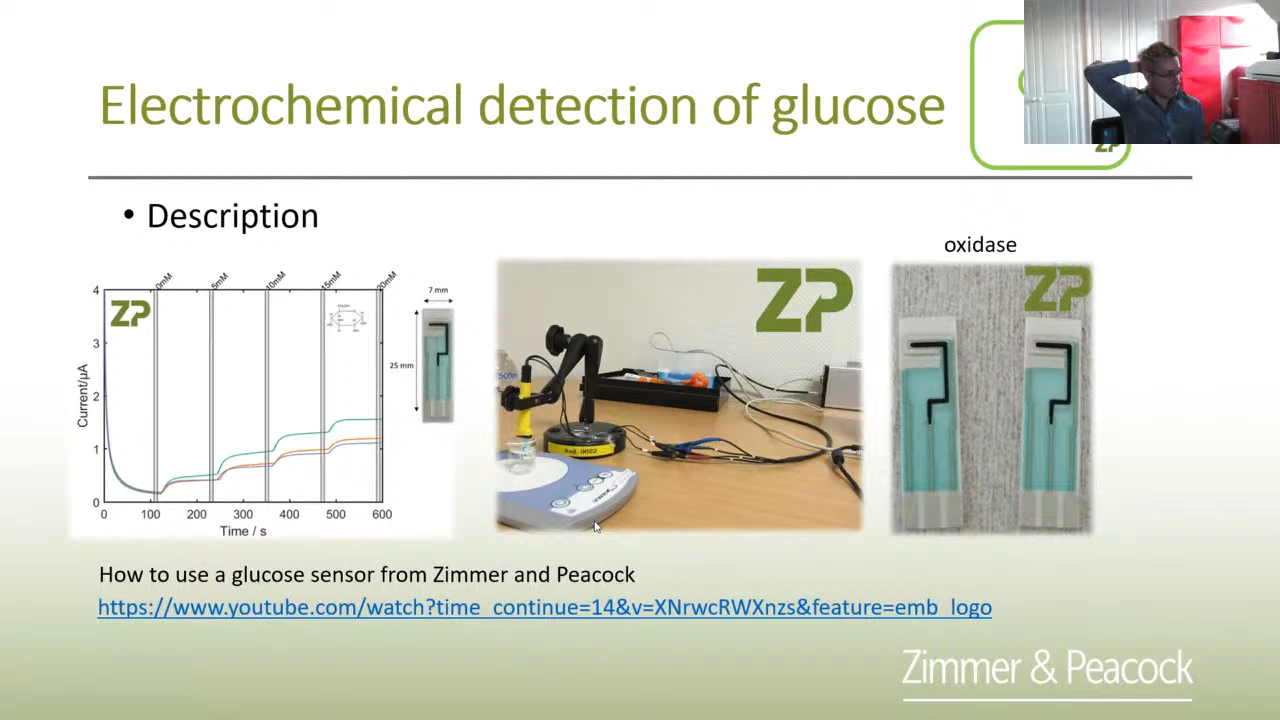 Electrochemical detection of glucose
• Description
oxidase
0mM
5mM
10mM
15mM
20mM
ZP
4
3
2
1
0
Current/µA
0
100
200
300
400
500
600
Time / s
7 mm
25 mm
ZP
Avd. 9022
ZP
How to use a glucose sensor from Zimmer and Peacock
https://www.youtube.com/watch?time_continue=14&v=XNrwcRWXnzs&feature=emb_logo
Zimmer & Peacock